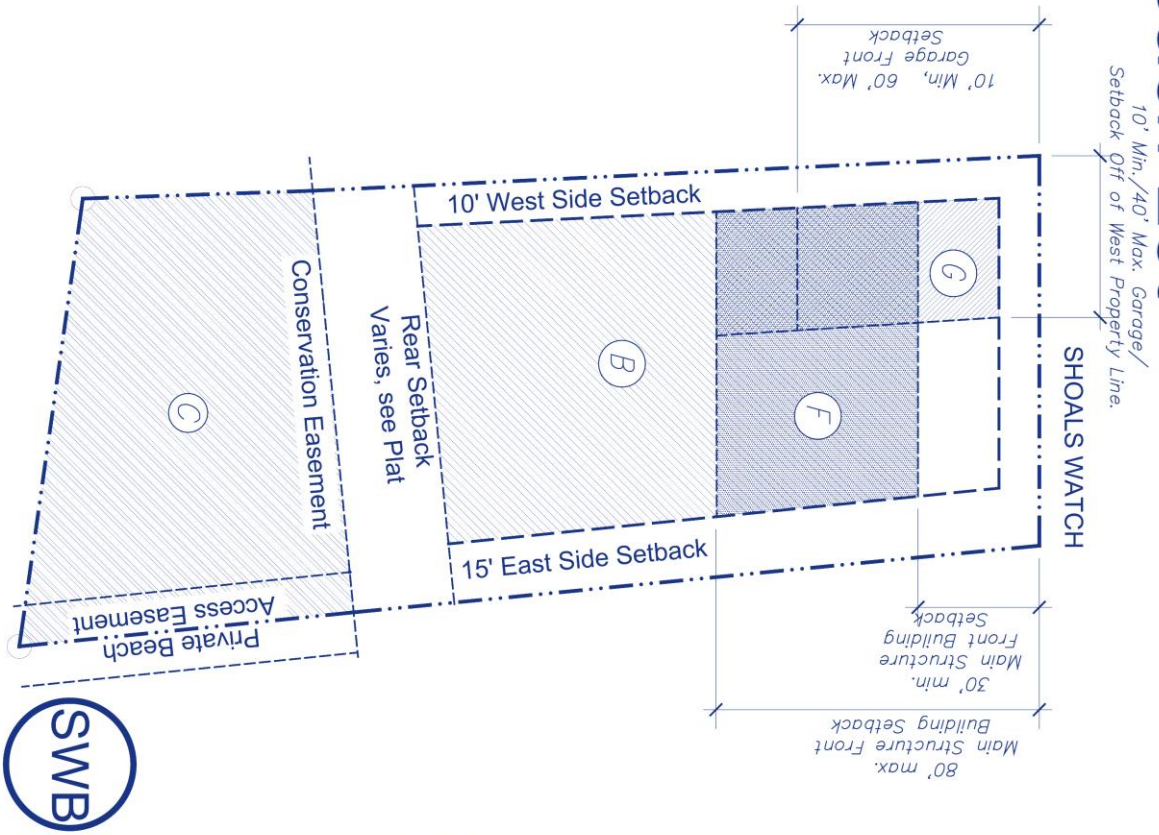 10' Min, 60' Max.
Garage Front
Setback
10' Min./40' Max. Garage/
Setback Off of West Property Line.
SHOALS WATCH
10' West Side Setback
G
F
B
C
Conservation Easement
Rear Setback
Varies, see Plat
15' East Side Setback
Private Beach
Access Easement
30' min.
Main Structure
Front Building
Setback
80' max.
Main Structure Front
Building Setback
SWB